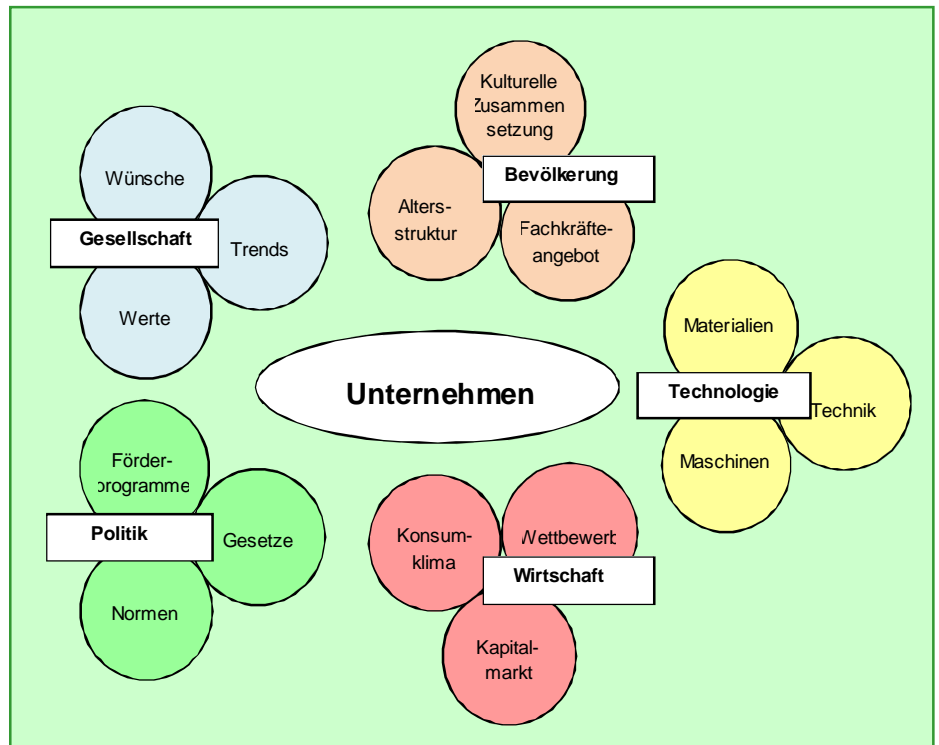 Kulturelle
Zusammen
setzung
Bevölkerung
Alters-
struktur
Fachkräfte-
angebot
Wünsche
Gesellschaft
Trends
Werte
Materialien
Technologie
Technik
Maschinen
Unternehmen
Förder-
programme
Politik
Gesetze
Normen
Konsum-
klima
Wettbewerb
Wirtschaft
Kapital-
markt